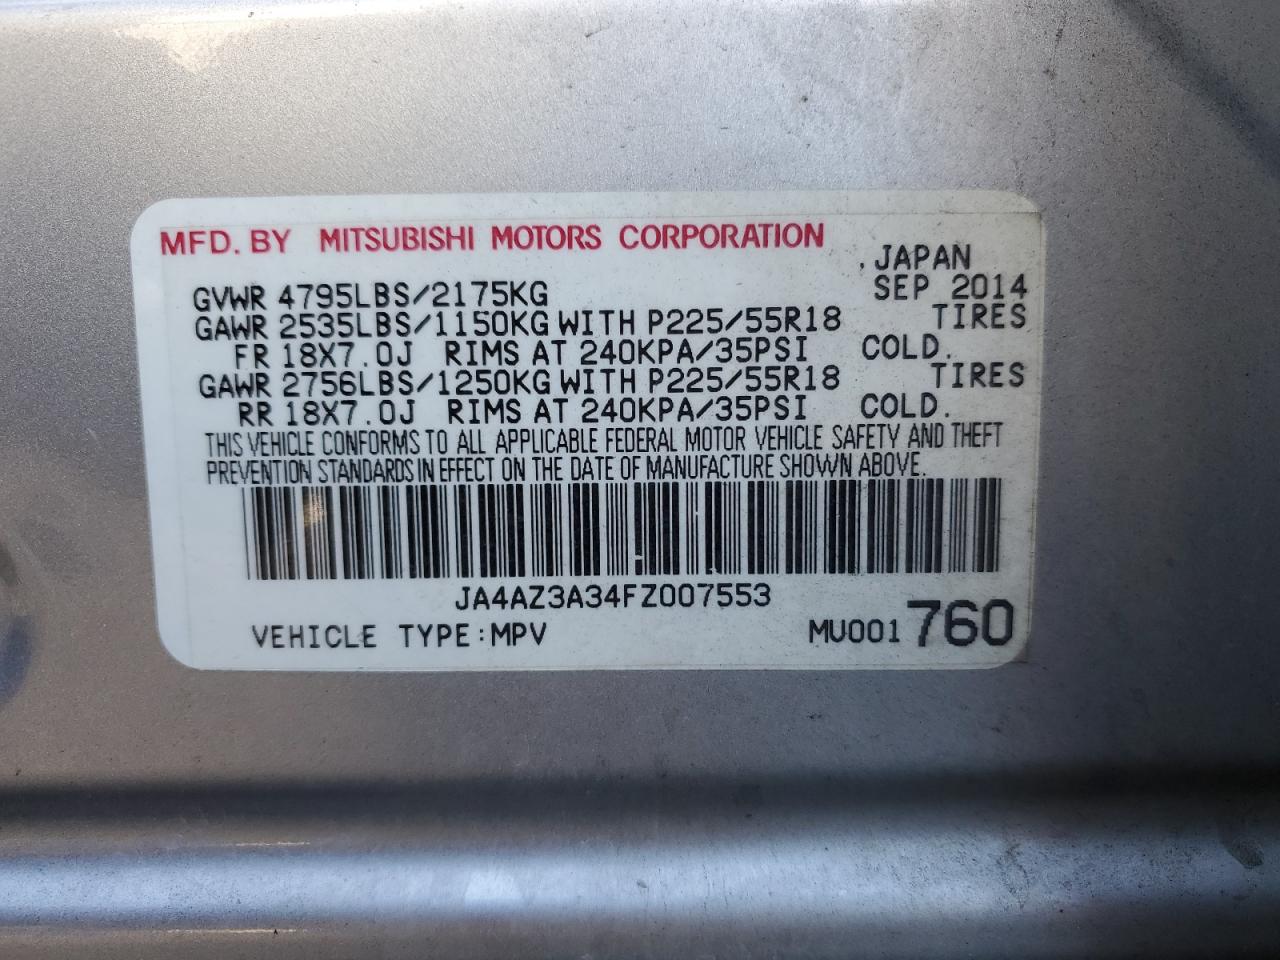 MFD. BY MITSUBISHI MOTORS CORPORATION
. JAPAN
SEP 2014
GVWR 4795LBS/2175KG
GAWR 2535LBS/1150KG WITH P225/55R18 TIRES
FR 18X7.0J RIMS AT 240KPA/35PSI COLD.
GAWR 2756LBS/1250KG WITH P225/55R18 TIRES
RR 18X7.0J RIMS AT 240KPA/35PSI COLD.
THIS VEHICLE CONFORMS TO ALL APPLICABLE FEDERAL MOTOR VEHICLE SAFETY AND THEFT
PREVENTION STANDARDS IN EFFECT ON THE DATE OF MANUFACTURE SHOWN ABOVE.
JA4AZ3A34FZ007553
VEHICLE TYPE:MPV MU001760